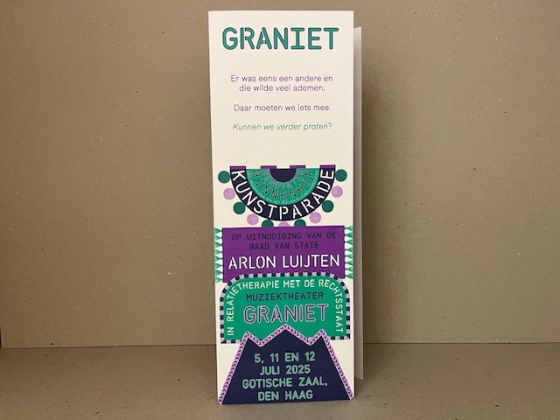 GRANIET
Er was eens een andere en
die wilde veel ademen.
Daar moeten we iets mee.
Kunnen we verder praten?
BINNENHOF
KUNSTPARADE
OP UITNODIGING VAN DE
RAAD VAN STATE
ARLON LUIJTEN
IN RELATIETHERAPIE MET DE RECHTSSTAAT
MUZIEKTHEATER
GRANIET
5, 11 EN 12
JULI 2025
GOTISCHE ZAAL,
DEN HAAG